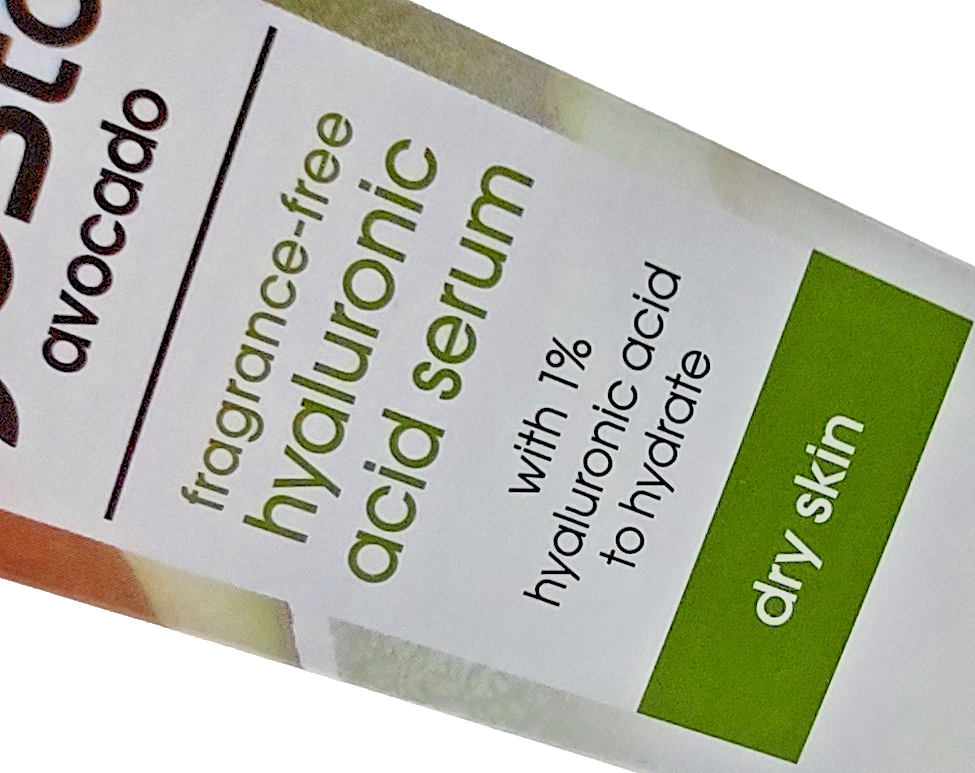 avocado
fragrance-free
hyaluronic
acid serum
with 1%
hyaluronic acid
to hydrate
dry skin